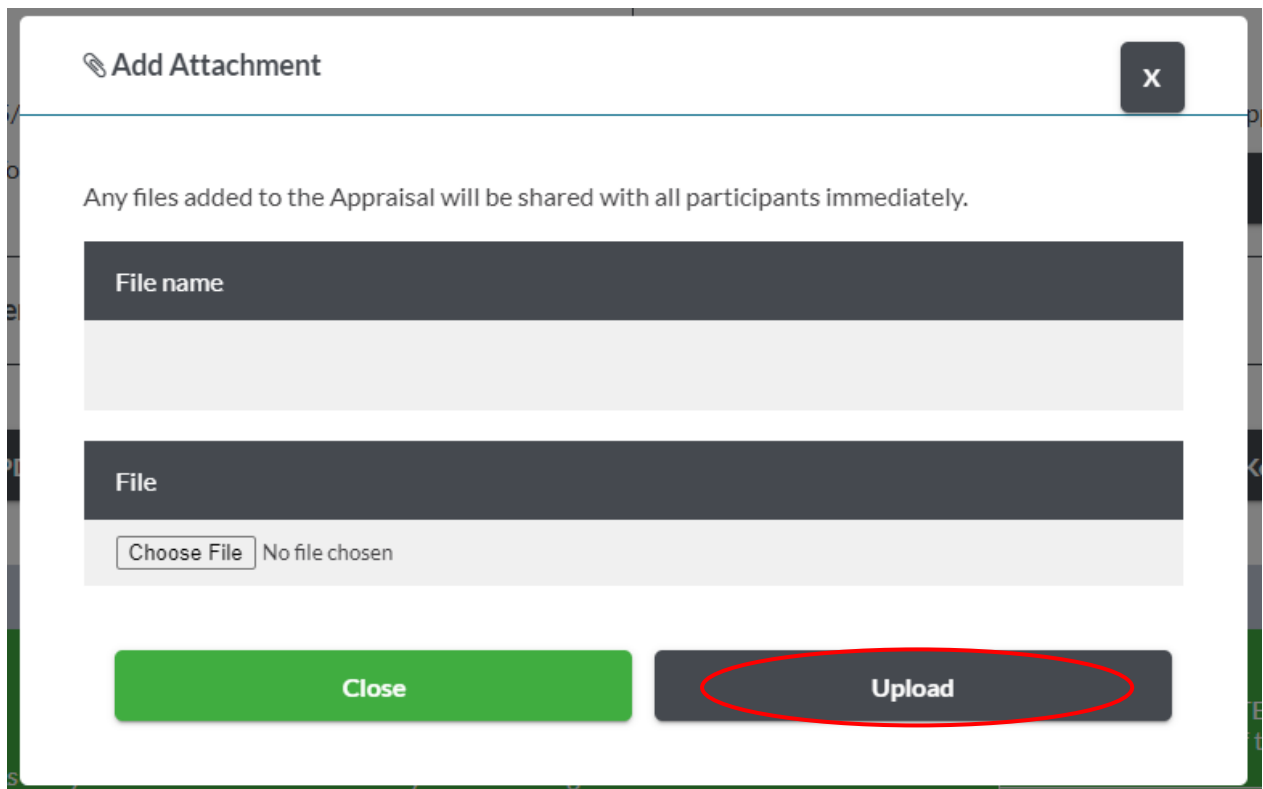 Add Attachment
X
Any files added to the Appraisal will be shared with all participants immediately.
File name
File
Choose File No file chosen
Close Upload